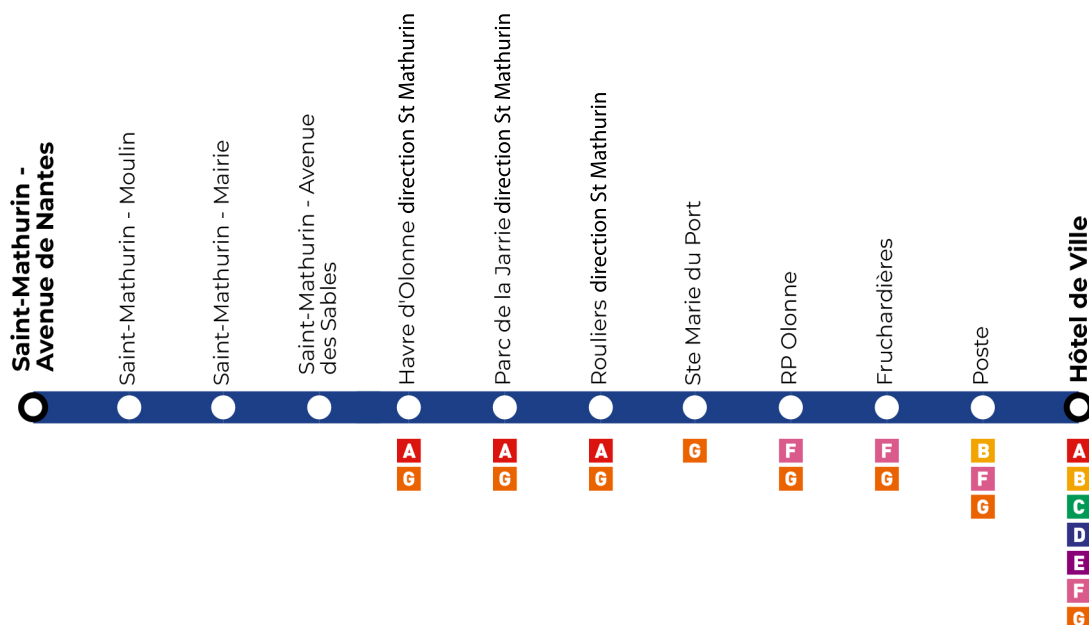 Saint-Mathurin -
Avenue de Nantes
Saint-Mathurin - Moulin
Saint-Mathurin - Mairie
Saint-Mathurin - Avenue
des Sables
Havre d'Olonne direction St Mathurin
Parc de la Jarrie direction St Mathurin
Rouliers direction St Mathurin
Ste Marie du Port
RP Olonne
Fruchardières
Poste
Hôtel de Ville
A
G
A
G
A
G
G
F
G
F
G
B
F
G
A
B
C
D
E
F
G